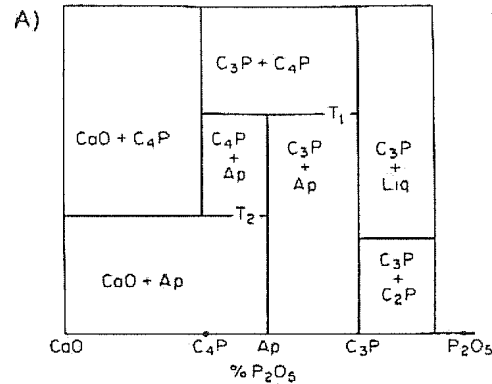 A)
C₃P + C₄P
T₁
CaO + C₄P
C₄P
+
Ap
C₃P
+
Ap
C₃P
+
Liq
T₂
CaO + Ap
C₃P
+
C₂P
CaO
C₄P
Ap
C₃P
P₂O₅
% P₂O₅